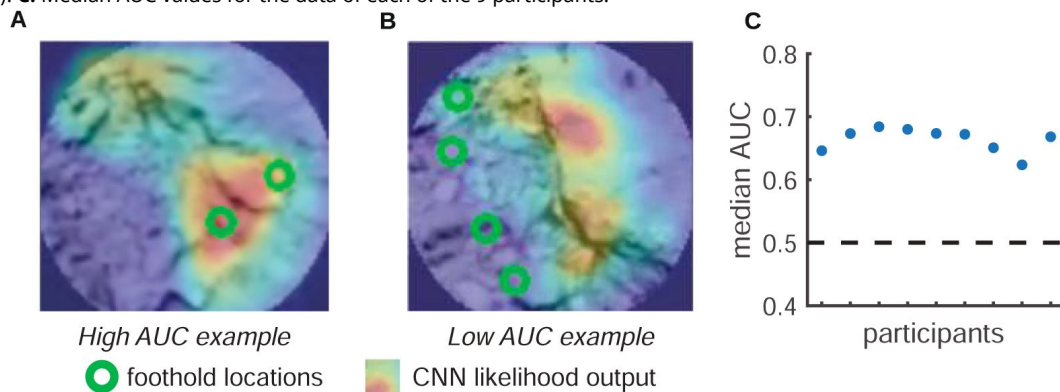 ). C. Median AUC values for the data of each of the 9 participants.
A
B
C
High AUC example
Low AUC example
foothold locations
CNN likelihood output
median AUC
0.8
0.7
0.6
0.5
0.4
participants